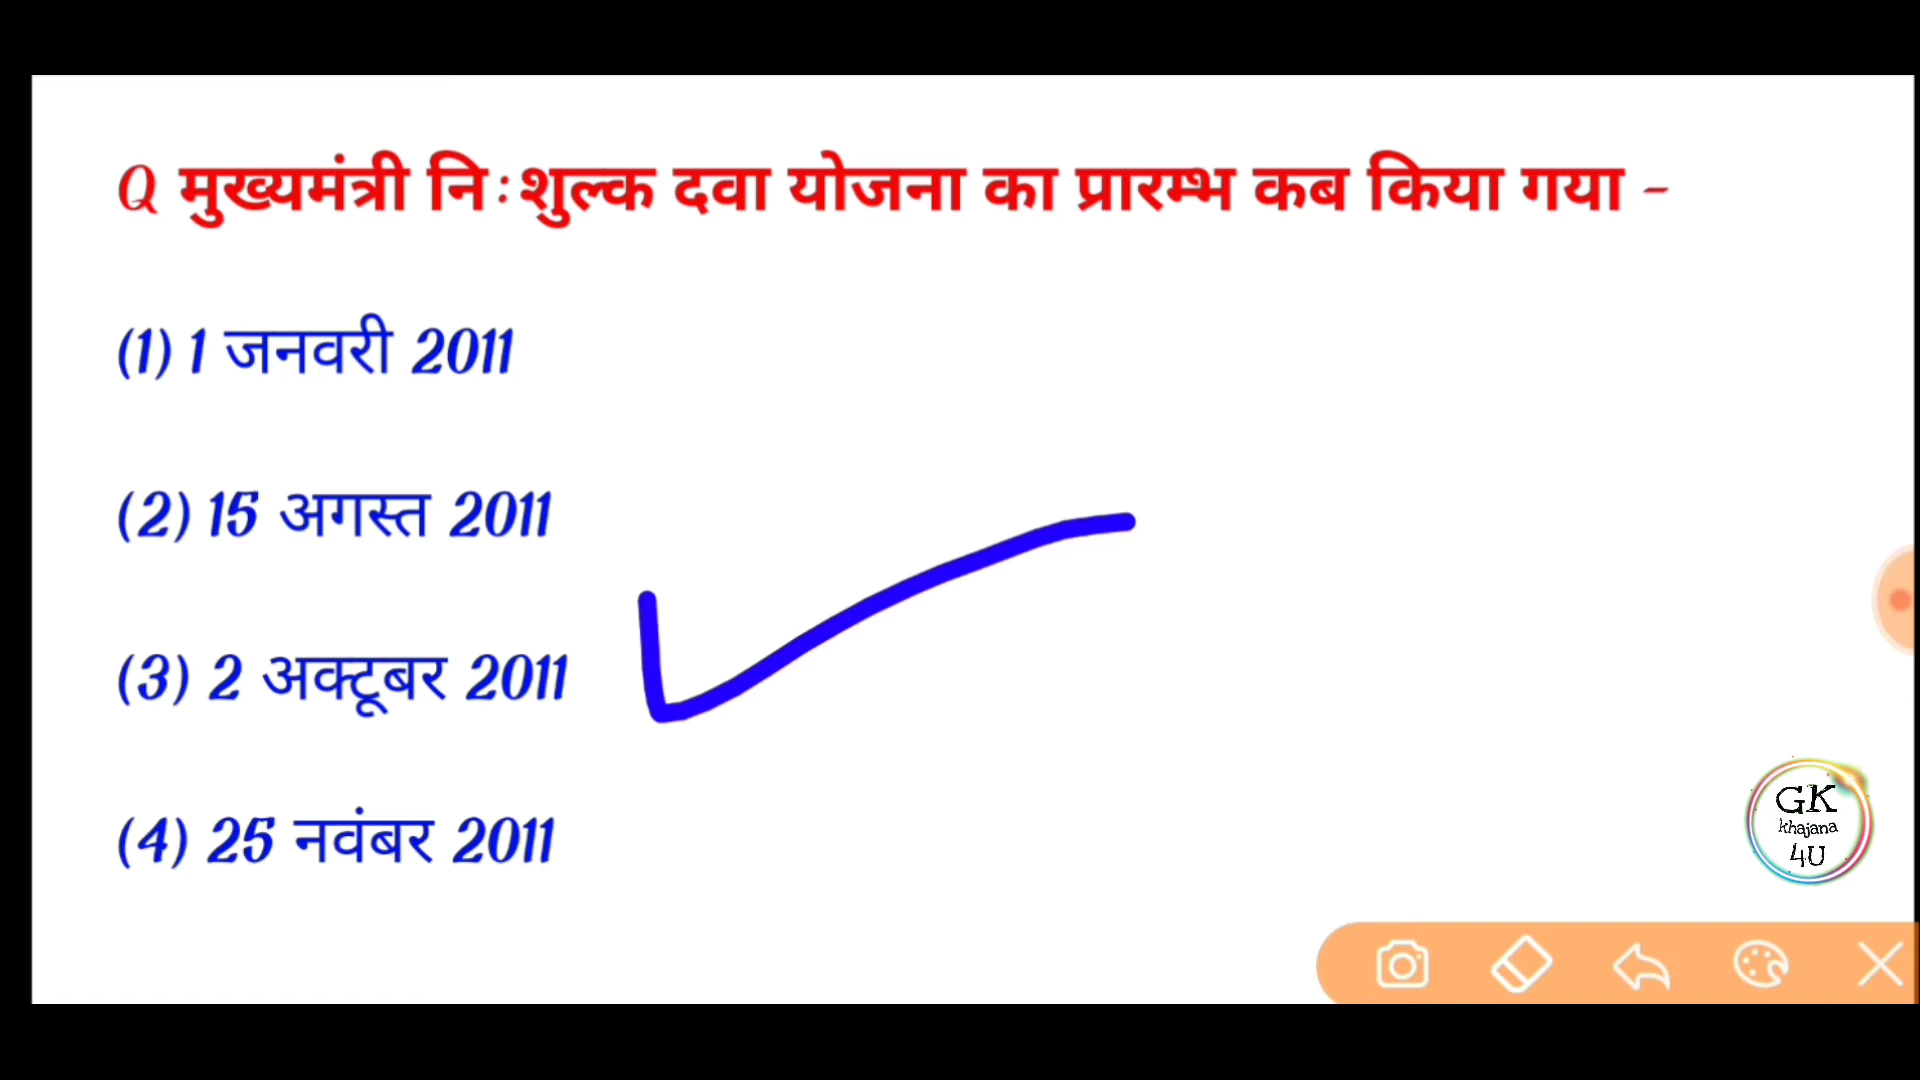 Q मुख्यमंत्री निःशुल्क दवा योजना का प्रारम्भ कब किया गया -
(1) 1 जनवरी 2011
(2) 15 अगस्त 2011
(3) 2 अक्टूबर 2011
(4) 25 नवंबर 2011
GK
khajana
4U